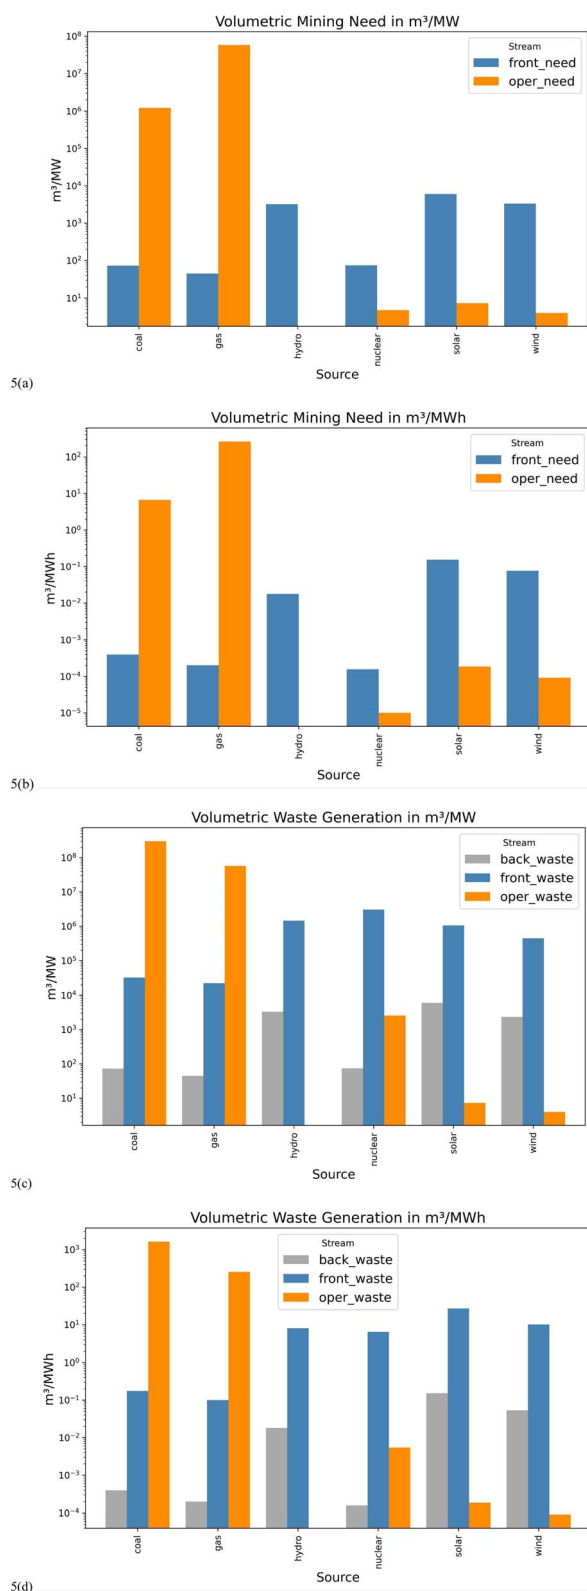 Volumetric Mining Need in m³/MW
10⁸
10⁷
10⁶
10⁵
10⁴
10³
10²
10¹
m³/MW
Stream
front_need
oper_need
coal
gas
hydro
nuclear
solar
wind
Source
5(a)
Volumetric Mining Need in m³/MWh
10²
10¹
10⁰
10⁻¹
10⁻²
10⁻³
10⁻⁴
10⁻⁵
m³/MWh
Stream
front_need
oper_need
coal
gas
hydro
nuclear
solar
wind
Source
5(b)
Volumetric Waste Generation in m³/MW
10⁸
10⁷
10⁶
10⁵
10⁴
10³
10²
10¹
m³/MW
Stream
back_waste
front_waste
oper_waste
coal
gas
hydro
nuclear
solar
wind
Source
5(c)
Volumetric Waste Generation in m³/MWh
10³
10²
10¹
10⁰
10⁻¹
10⁻²
10⁻³
10⁻⁴
m³/MWh
Stream
back_waste
front_waste
oper_waste
coal
gas
hydro
nuclear
solar
wind
Source
5(d)